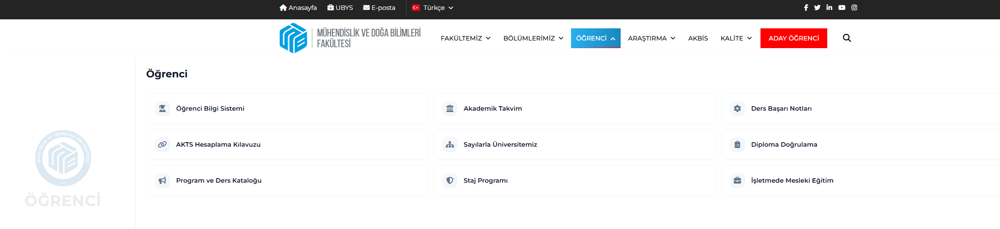 Anasayfa UBYS E-posta Türkçe
MÜHENDİSLİK VE DOĞA BİLİMLERİ
FAKÜLTESİ
FAKÜLTEMİZ BÖLÜMLERİMİZ ÖĞRENCİ ARAŞTIRMA AKBİS KALİTE ADAY ÖĞRENCİ
SİVAS BİLİM VE TEKNOLOJİ ÜNİVERSİTESİ
ÖĞRENCİ
Öğrenci
Öğrenci Bilgi Sistemi Akademik Takvim Ders Başarı Notları
AKTS Hesaplama Kılavuzu Sayılarla Üniversitemiz Diploma Doğrulama
Program ve Ders Kataloğu Staj Programı İşletmede Mesleki Eğitim